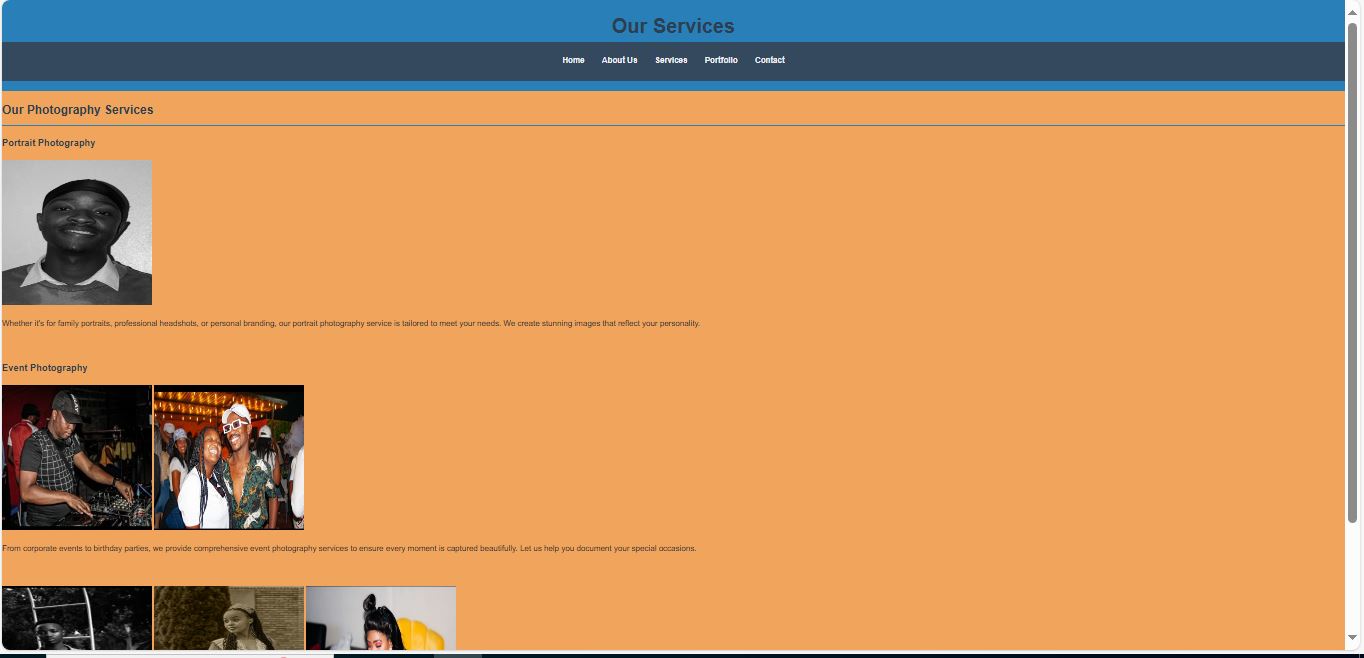 Our Services
Home About Us Services Portfolio Contact
Our Photography Services
Portrait Photography
Whether it's for family portraits, professional headshots, or personal branding, our portrait photography service is tailored to meet your needs. We create stunning images that reflect your personality.
Event Photography
From corporate events to birthday parties, we provide comprehensive event photography services to ensure every moment is captured beautifully. Let us help you document your special occasions.